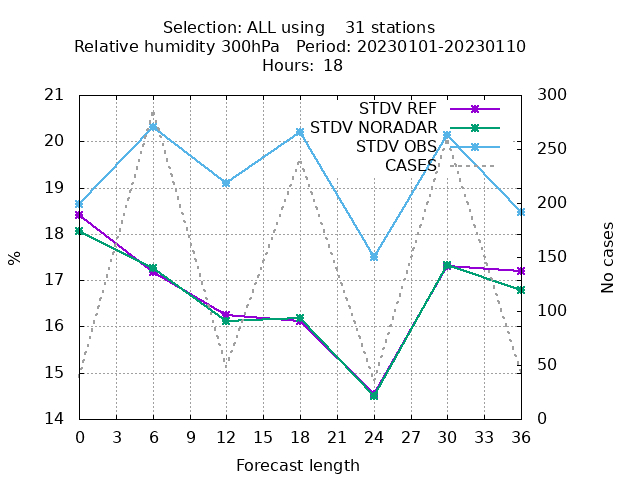 Selection: ALL using    31 stations
Relative humidity 300hPa   Period: 20230101-20230110
Hours: 18
STDV REF
STDV NORADAR
STDV OBS
CASES
21
20
19
18
17
16
15
14
%
300
250
200
150
100
50
0
No cases
0 3 6 9 12 15 18 21 24 27 30 33 36
Forecast length